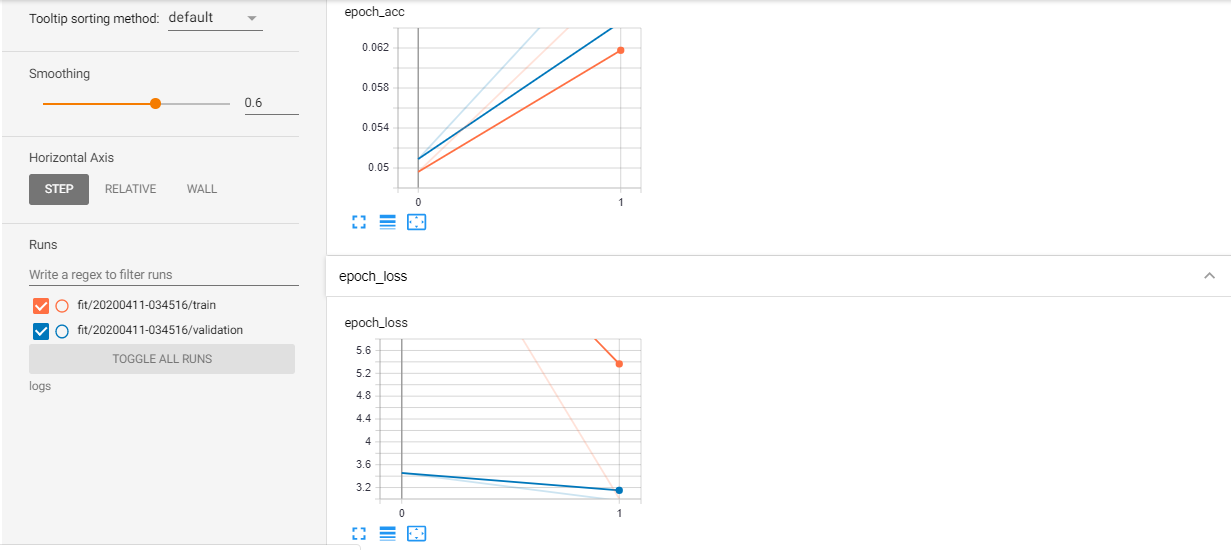 Tooltip sorting method: default
Smoothing
0.6
Horizontal Axis
STEP RELATIVE WALL
Runs
Write a regex to filter runs
fit/20200411-034516/train
fit/20200411-034516/validation
TOGGLE ALL RUNS
logs
epoch_acc
0.062
0.058
0.054
0.05
0 1
epoch_loss
epoch_loss
5.6
5.2
4.8
4.4
4
3.6
3.2
0 1